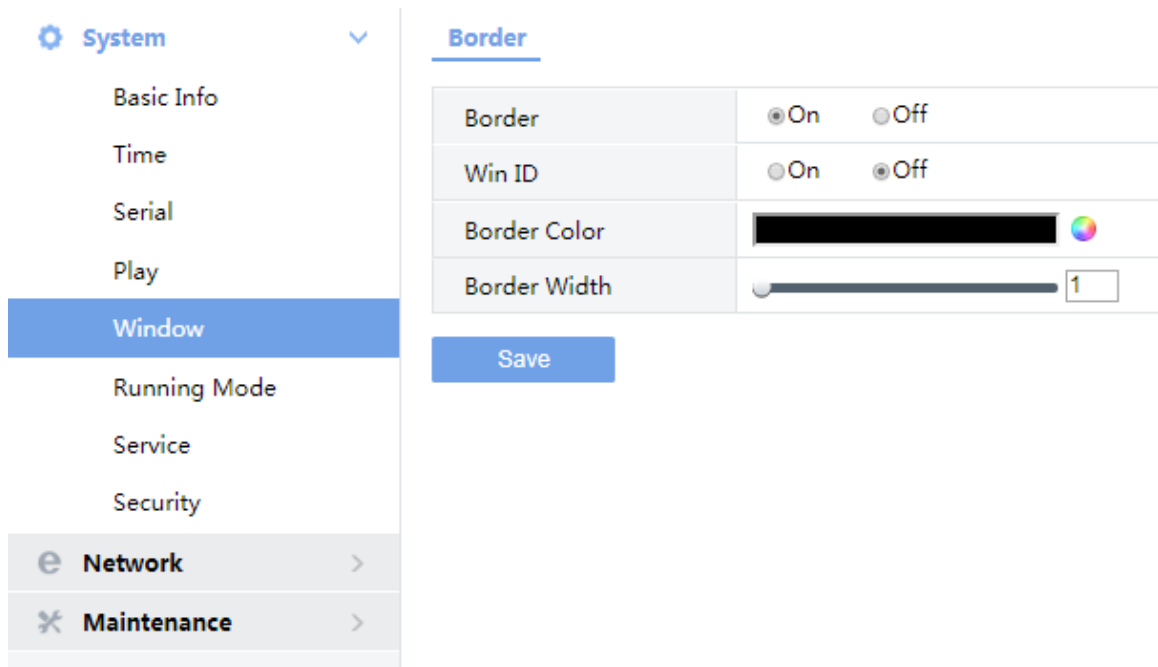 System
Basic Info
Time
Serial
Play
Window
Running Mode
Service
Security
Network
Maintenance
Border
Border On Off
Win ID On Off
Border Color
Border Width 1
Save